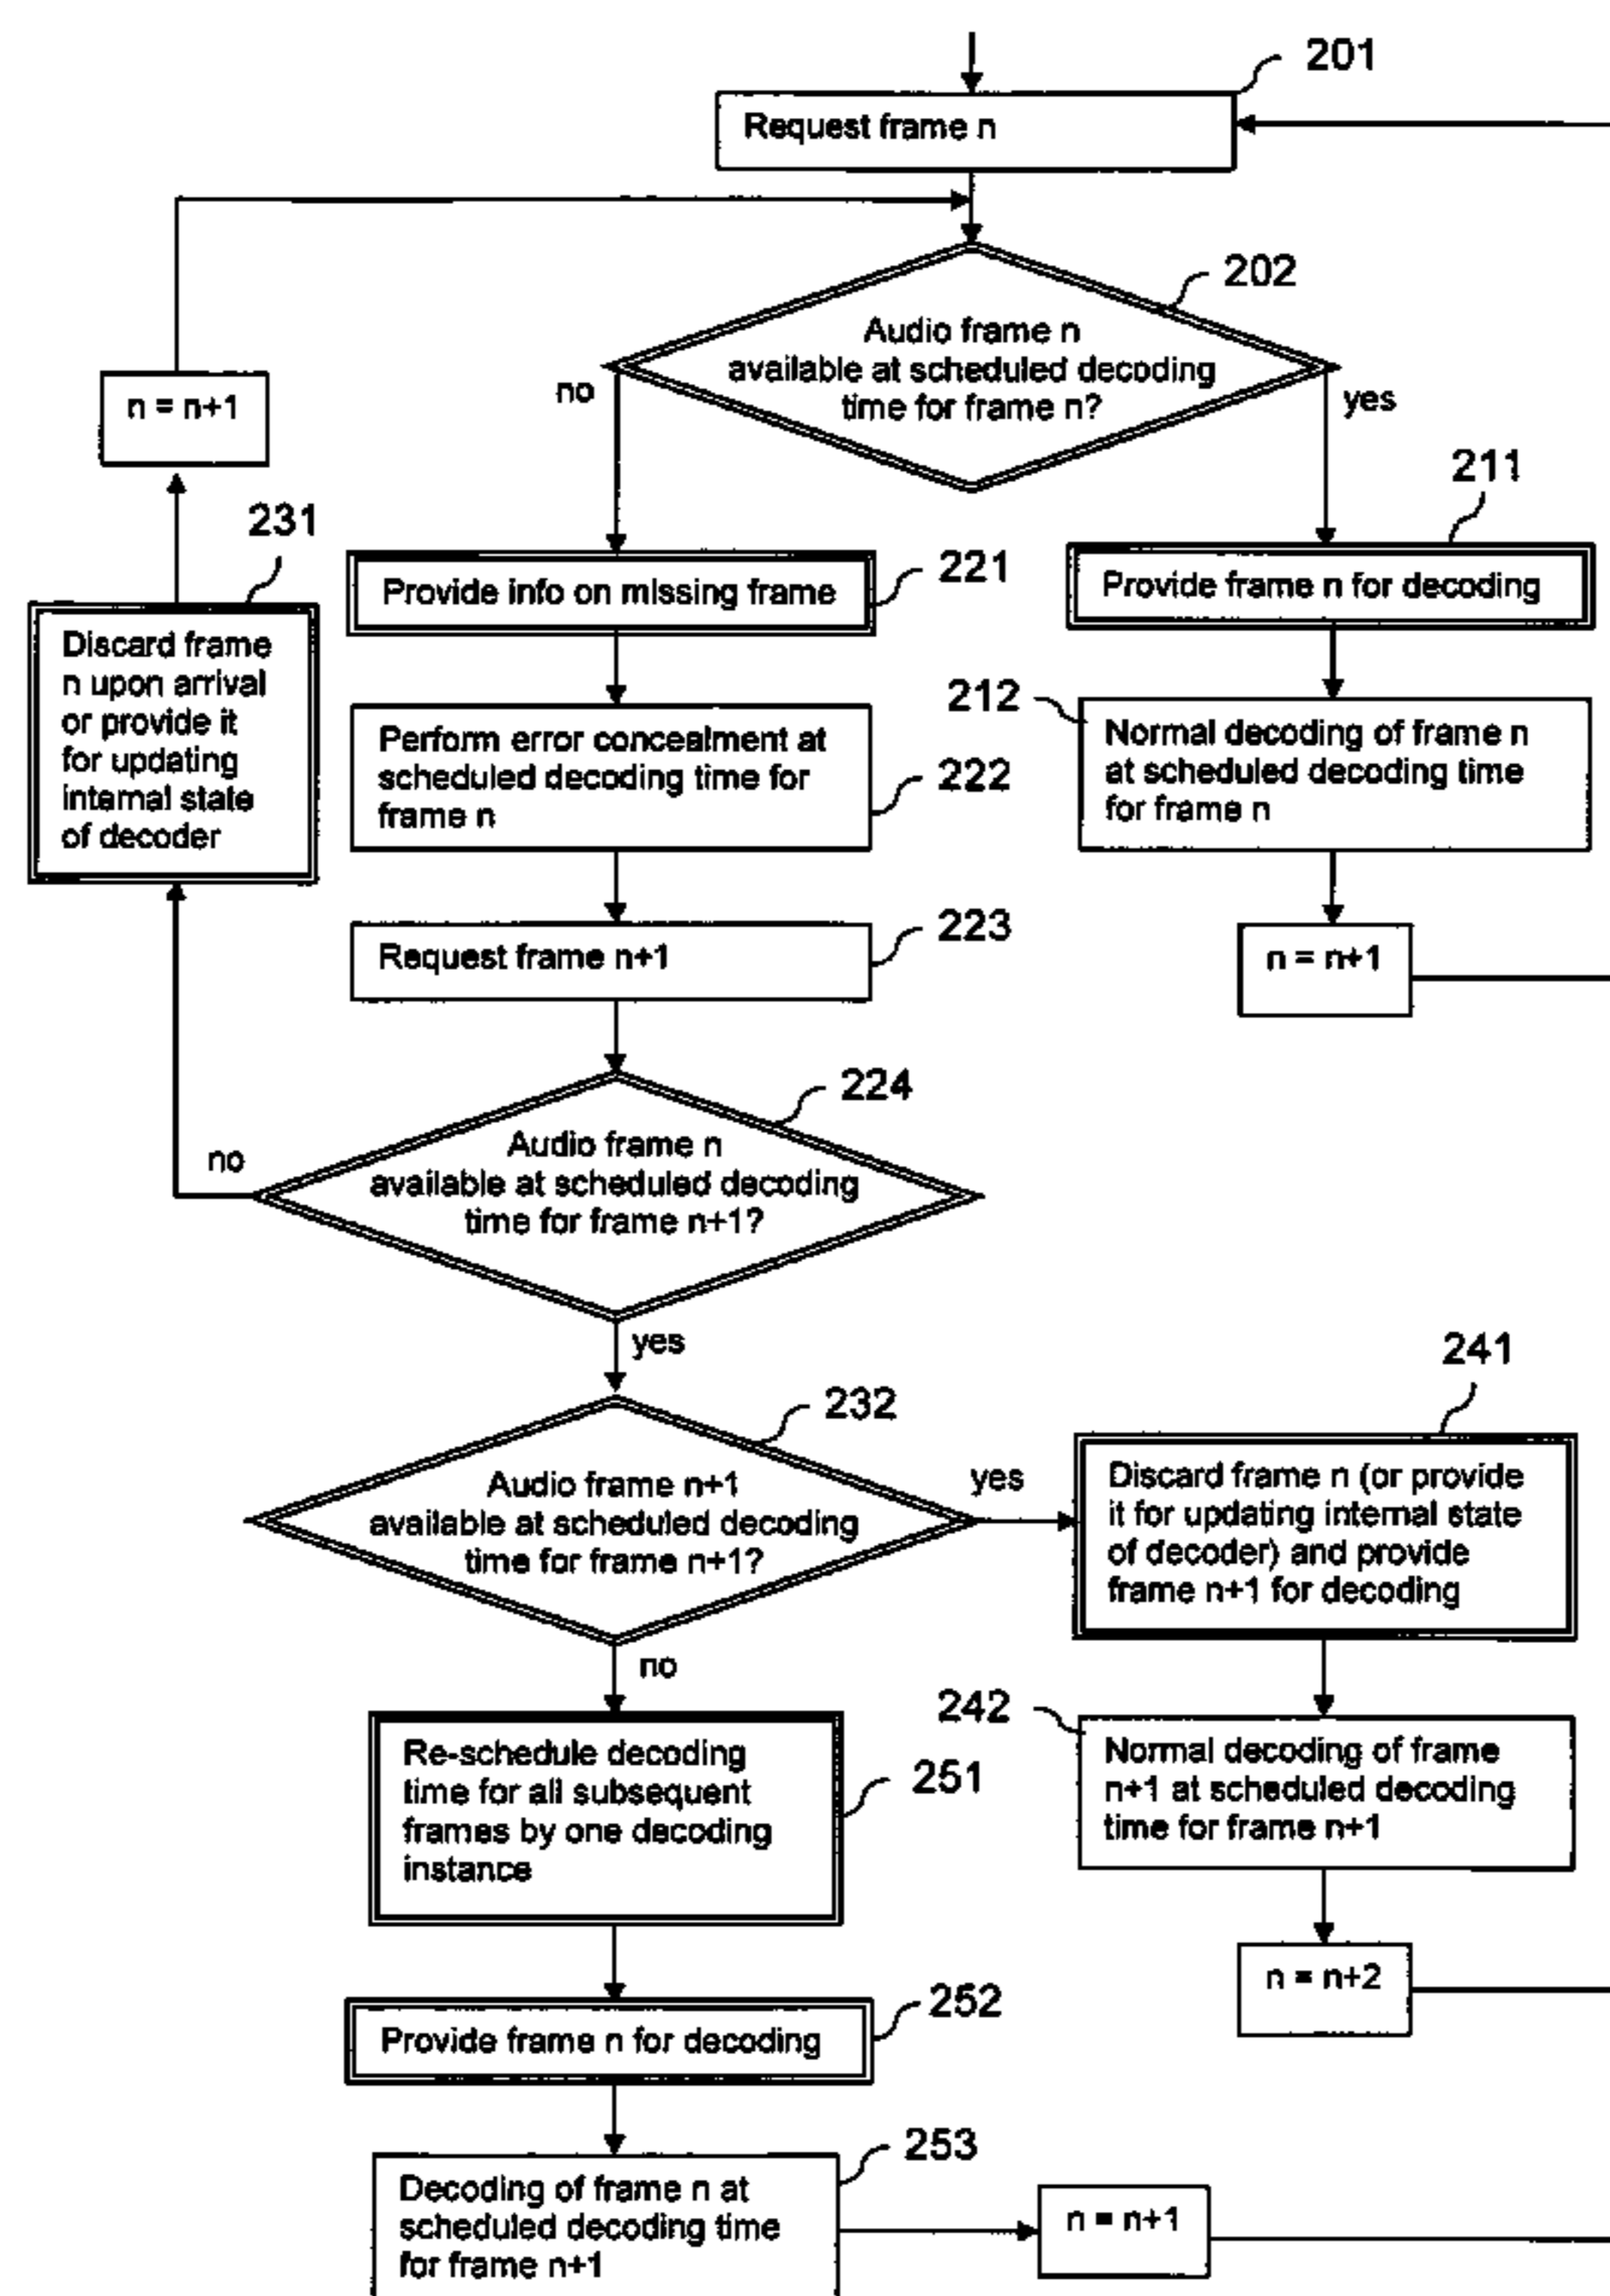 201
Request frame n
202
Audio frame n
available at scheduled decoding
time for frame n?
no
yes
n = n+1
211
231
221
Provide info on missing frame
Provide frame n for decoding
Discard frame
n upon arrival
or provide it
for updating
internal state
of decoder
212
Perform error concealment at
scheduled decoding time for
frame n
222
Normal decoding of frame n
at scheduled decoding time
for frame n
223
Request frame n+1
n = n+1
224
Audio frame n
available at scheduled decoding
time for frame n+1?
no
yes
241
232
Audio frame n+1
available at scheduled decoding
time for frame n+1?
yes
Discard frame n (or provide
it for updating internal state
of decoder) and provide
frame n+1 for decoding
no
242
Re-schedule decoding
time for all subsequent
frames by one decoding
instance
251
Normal decoding of frame
n+1 at scheduled decoding
time for frame n+1
n = n+2
252
Provide frame n for decoding
253
Decoding of frame n at
scheduled decoding time
for frame n+1
n = n+1